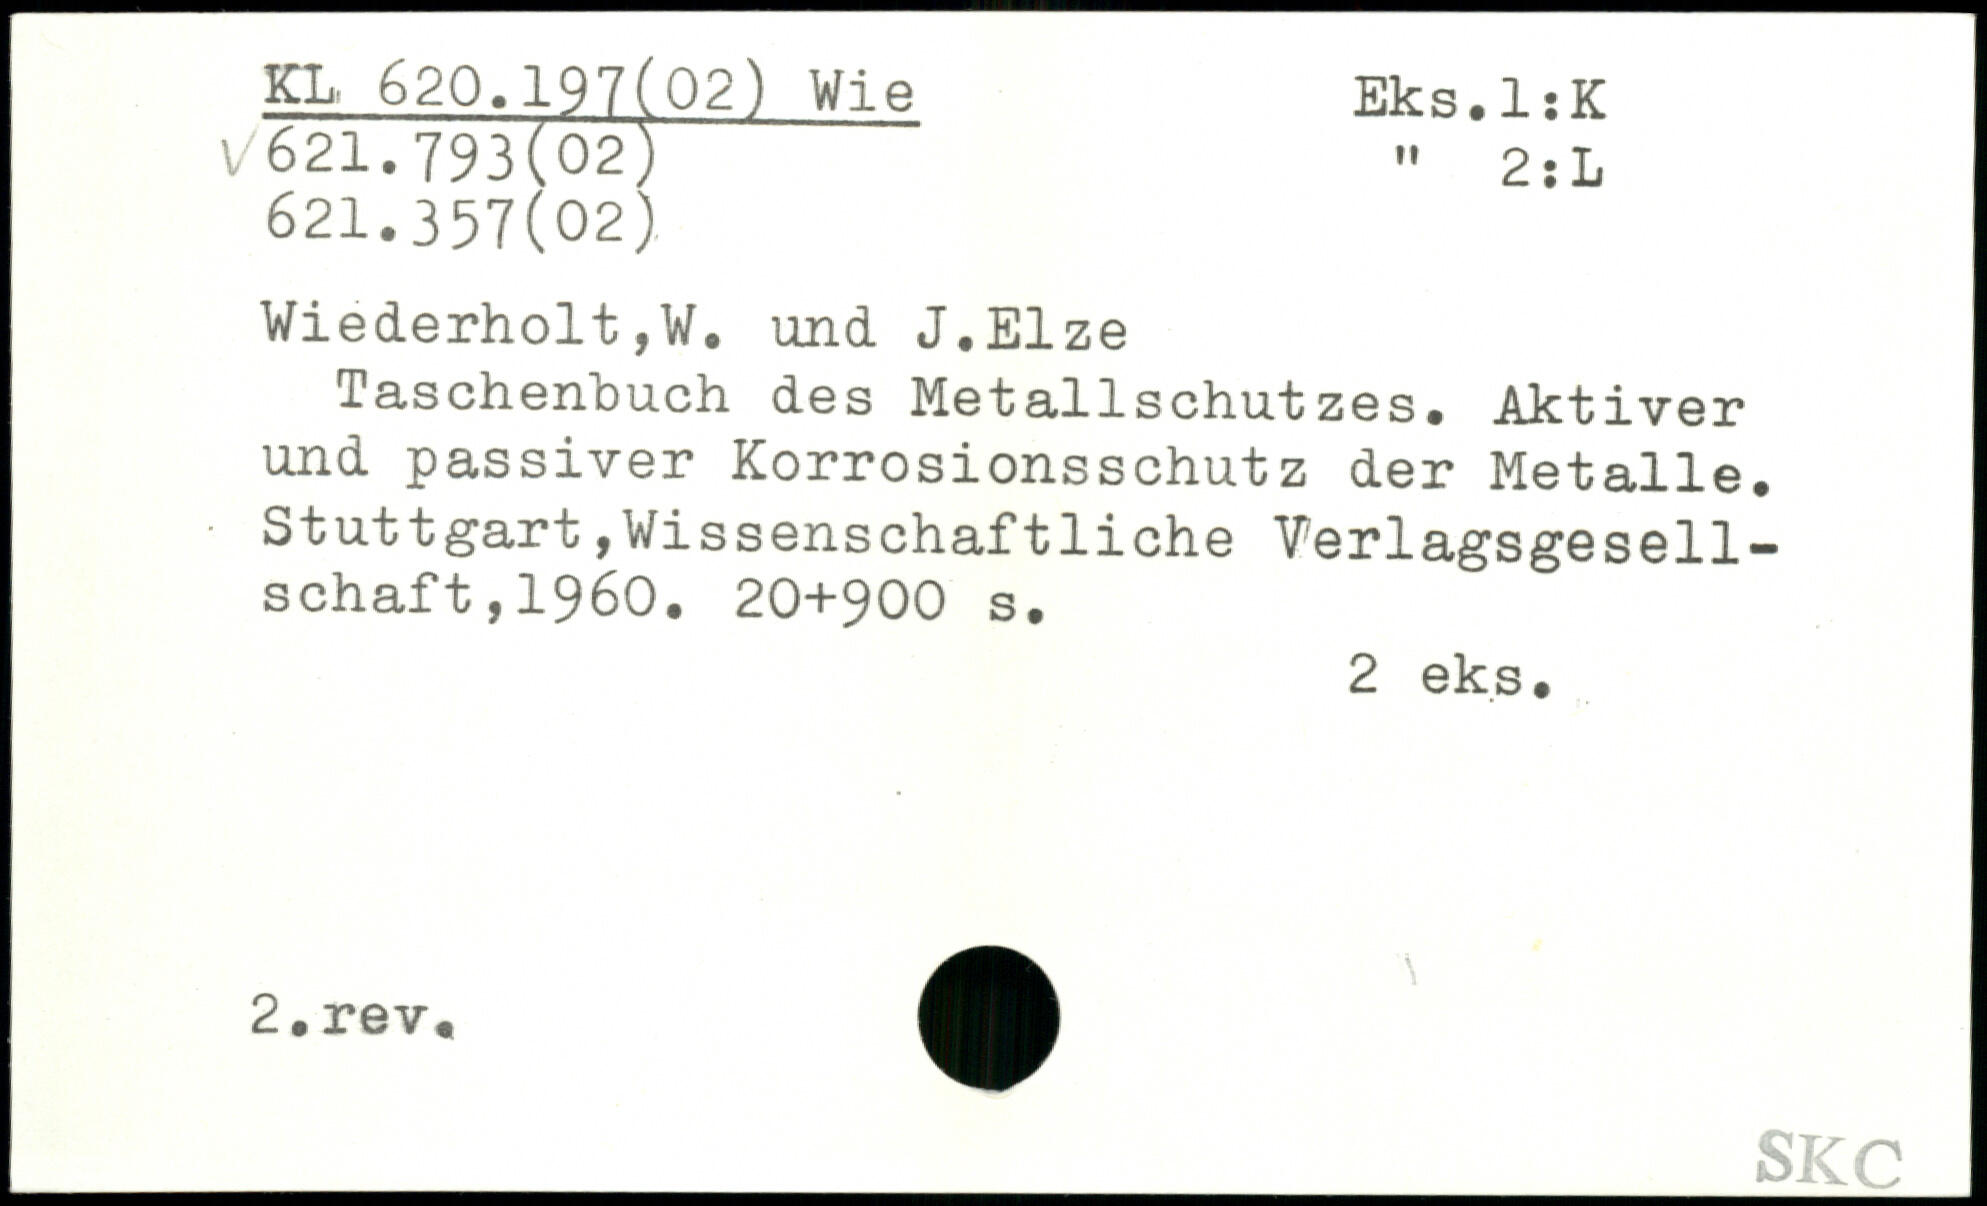 KL 620.197(02) Wie
Eks.1:K
√621.793(02)
" 2:L
621.357(02)
Wiederholt,W. und J.Elze
Taschenbuch des Metallschutzes. Aktiver
und passiver Korrosionsschutz der Metalle.
Stuttgart,Wissenschaftliche Verlagsgesell-
schaft,1960. 20+900 s.
2 eks.
2.rev.
SKC